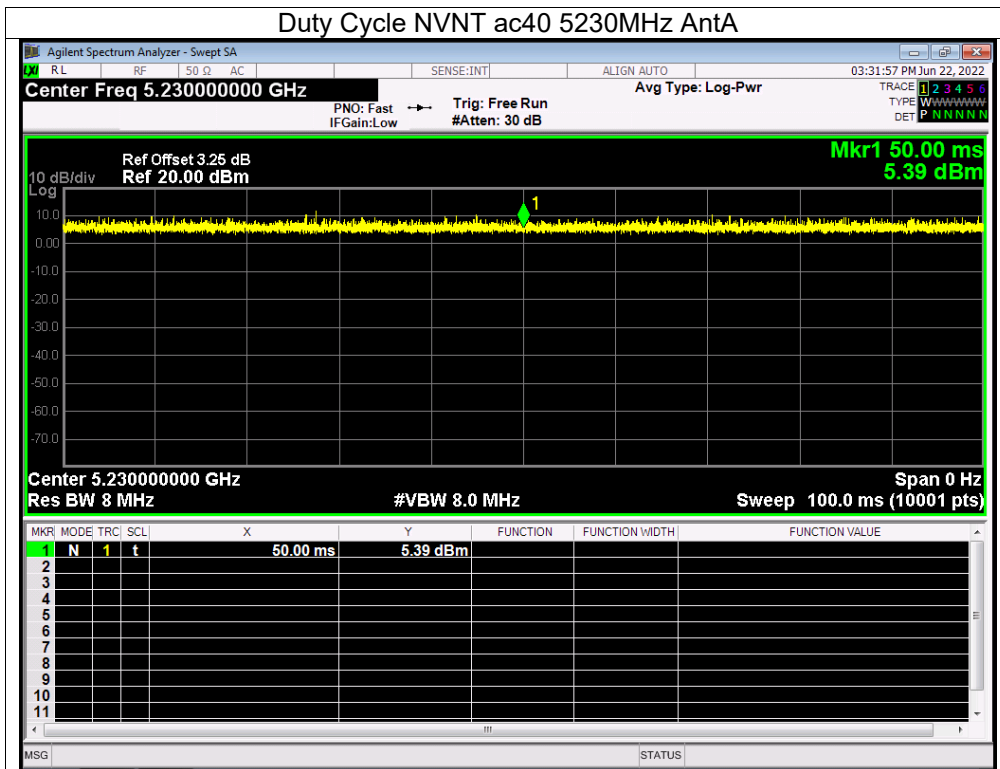 Duty Cycle NVNT ac40 5230MHz AntA
Agilent Spectrum Analyzer - Swept SA
LXI RL RF 50 Ω AC SENSE:INT ALIGN AUTO 03:31:57 PM Jun 22, 2022
Center Freq 5.230000000 GHz Avg Type: Log-Pwr TRACE 1 2 3 4 5 6
PNO: Fast Trig: Free Run TYPE WWWWWWW
IFGain:Low #Atten: 30 dB DET P N N N N N
Mkr1 50.00 ms
5.39 dBm
Ref Offset 3.25 dB
10 dB/div Ref 20.00 dBm
Log
1
10.0
0.00
-10.0
-20.0
-30.0
-40.0
-50.0
-60.0
-70.0
Center 5.230000000 GHz Span 0 Hz
Res BW 8 MHz #VBW 8.0 MHz Sweep 100.0 ms (10001 pts)
MKR MODE TRC SCL X Y FUNCTION FUNCTION WIDTH FUNCTION VALUE
1 N 1 t 50.00 ms 5.39 dBm
2
3
4
5
6
7
8
9
10
11
MSG STATUS